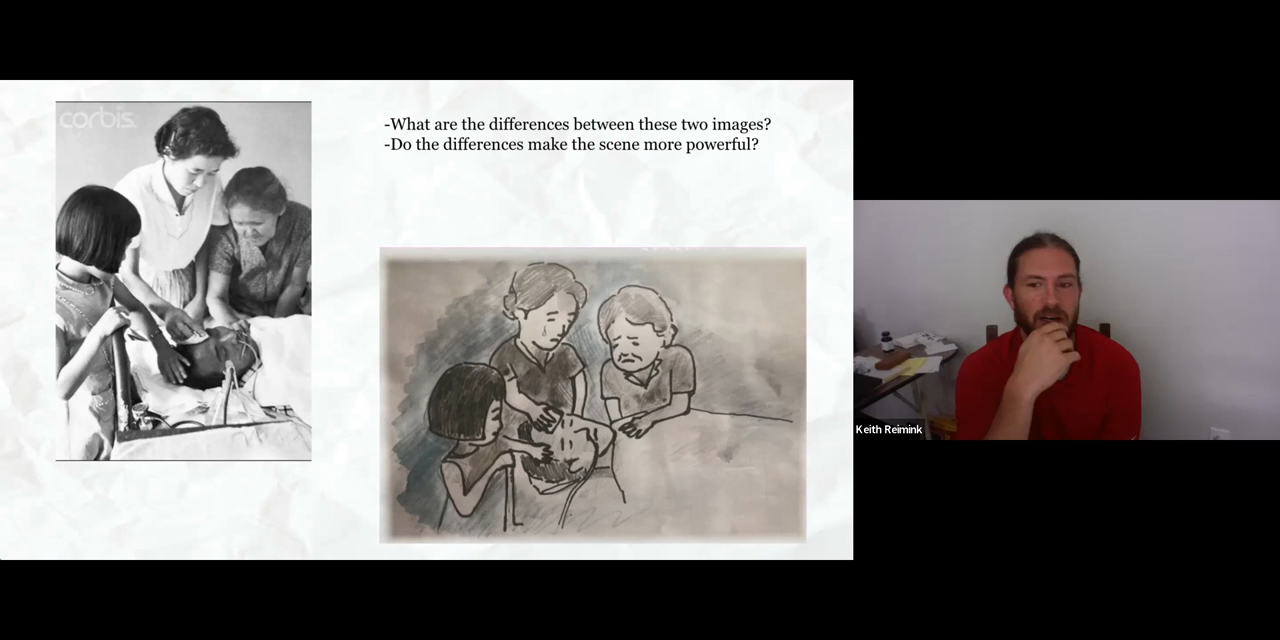 corbis.
-What are the differences between these two images?
-Do the differences make the scene more powerful?
Keith Reimink